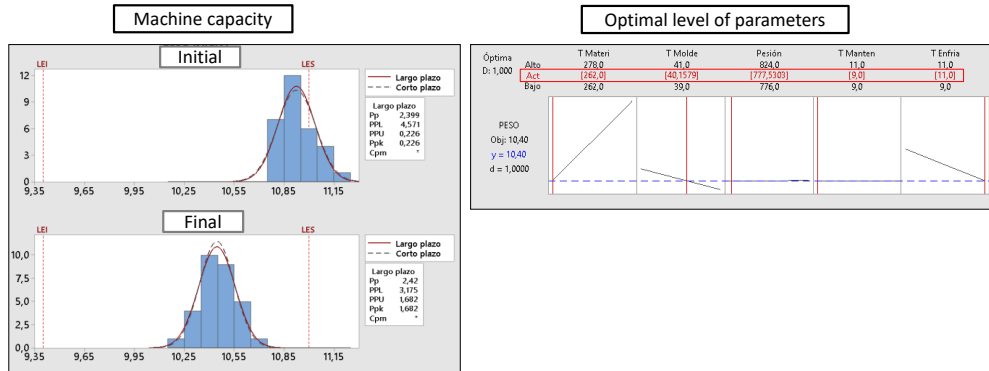 Machine capacity
Initial
LEI LES
12
9
6
3
0
9,35 9,65 9,95 10,25 10,55 10,85 11,15
Largo plazo
Corto plazo
Largo plazo
Pp 2,399
PPL 4,571
PPU 0,226
Ppk 0,226
Cpm *
Final
LEI LES
10,0
7,5
5,0
2,5
0,0
9,35 9,65 9,95 10,25 10,55 10,85 11,15
Largo plazo
Corto plazo
Largo plazo
Pp 2,42
PPL 3,175
PPU 1,682
Ppk 1,682
Cpm *
Optimal level of parameters
Óptima
D: 1,000
T Materi T Molde Pesión T Manten T Enfria
Alto 278,0 41,0 824,0 11,0 11,0
Act [262,0] [40,1579] [777,5303] [9,0] [11,0]
Bajo 262,0 39,0 776,0 9,0 9,0
PESO
Obj: 10,40
y = 10,40
d = 1,0000